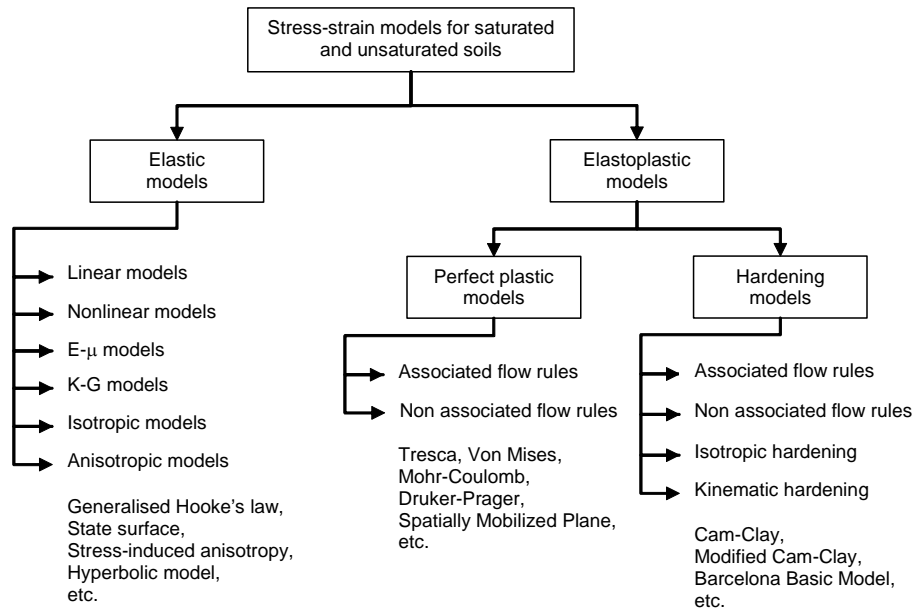 Stress-strain models for saturated
and unsaturated soils
Elastic
models
Elastoplastic
models
Linear models
Nonlinear models
E-μ models
K-G models
Isotropic models
Anisotropic models
Generalised Hooke's law,
State surface,
Stress-induced anisotropy,
Hyperbolic model,
etc.
Perfect plastic
models
Associated flow rules
Non associated flow rules
Tresca, Von Mises,
Mohr-Coulomb,
Druker-Prager,
Spatially Mobilized Plane,
etc.
Hardening
models
Associated flow rules
Non associated flow rules
Isotropic hardening
Kinematic hardening
Cam-Clay,
Modified Cam-Clay,
Barcelona Basic Model,
etc.